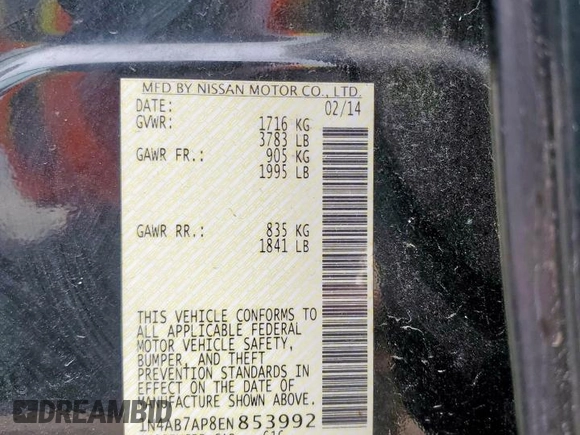 MFD BY NISSAN MOTOR CO., LTD.
DATE: 02/14
GVWR: 1716 KG
3783 LB
GAWR FR.: 905 KG
1995 LB
GAWR RR.: 835 KG
1841 LB
THIS VEHICLE CONFORMS TO
ALL APPLICABLE FEDERAL
MOTOR VEHICLE SAFETY,
BUMPER, AND THEFT
PREVENTION STANDARDS IN
EFFECT ON THE DATE OF
MANUFACTURE SHOWN ABOVE.
1N4AB7AP8EN853992
DREAMBID